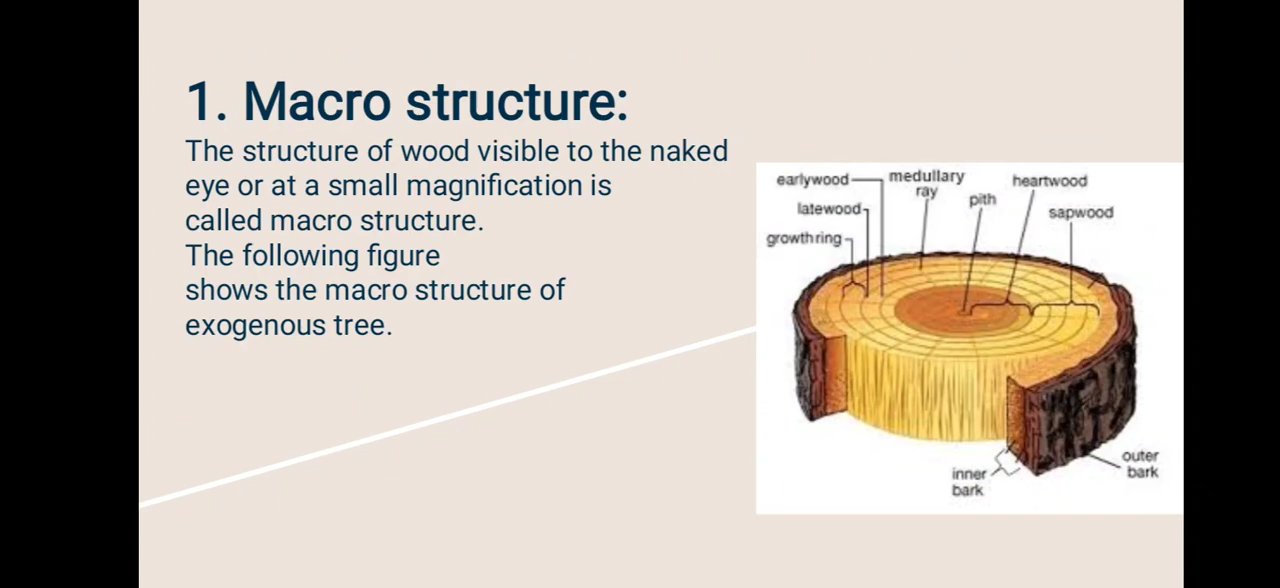 1. Macro structure:
The structure of wood visible to the naked
eye or at a small magnification is
called macro structure.
The following figure
shows the macro structure of
exogenous tree.
earlywood
medullary
ray
heartwood
latewood
pith
sapwood
growth ring
inner
bark
outer
bark